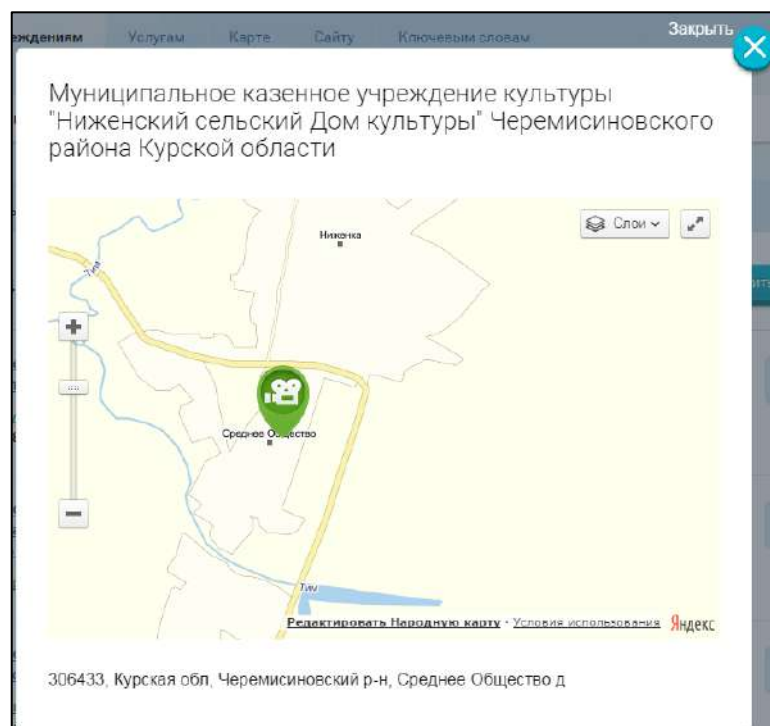 Закрыть
еждениям Услугам Карте Сайту Ключевым словам
Муниципальное казенное учреждение культуры
"Ниженский сельский Дом культуры" Черемисиновского
района Курской области
Слои
Ниженка
Тим
Среднее Общество
Тим
Редактировать Народную карту · Условия использования Яндекс
306433, Курская обл, Черемисиновский р-н, Среднее Общество д